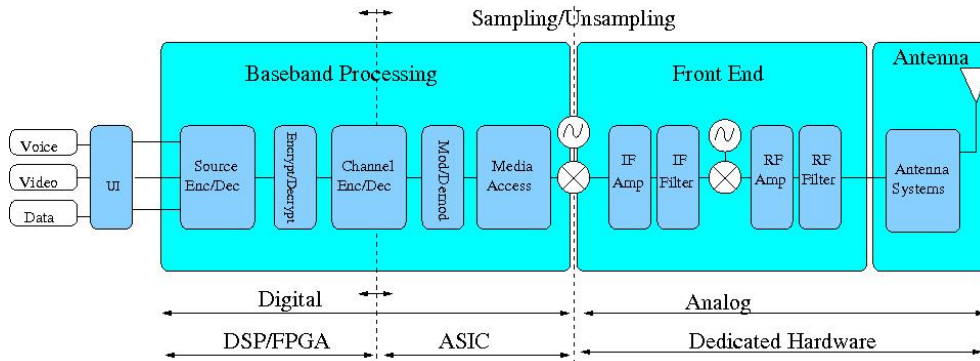 Sampling/Unsampling
Baseband Processing
Front End
Antenna
Voice
Video
Data
UI
Source
Enc/Dec
Encrypt/Decrypt
Channel
Enc/Dec
Mod/Demod
Media
Access
IF
Amp
IF
Filter
RF
Amp
RF
Filter
Antenna
Systems
Digital
Analog
DSP/FPGA
ASIC
Dedicated Hardware